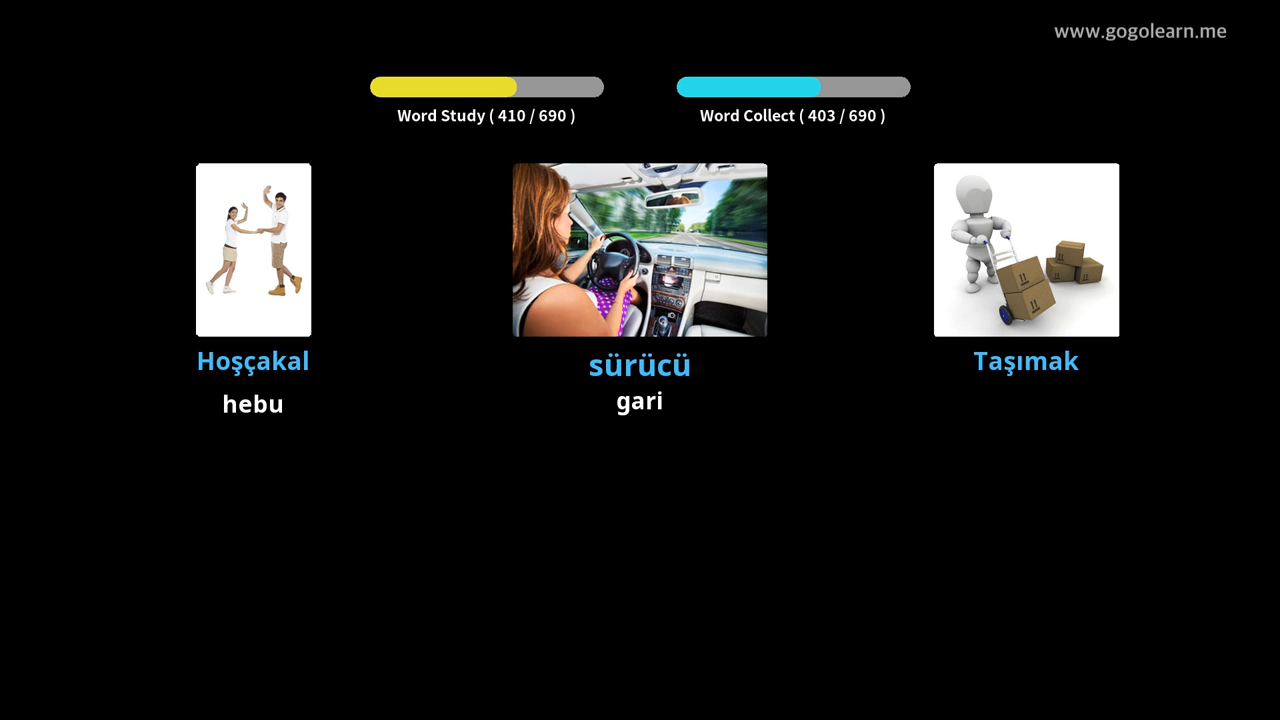 www.gogolearn.me
Word Study ( 410 / 690 )
Word Collect ( 403 / 690 )
Hoşçakal
hebu
sürücü
gari
Taşımak